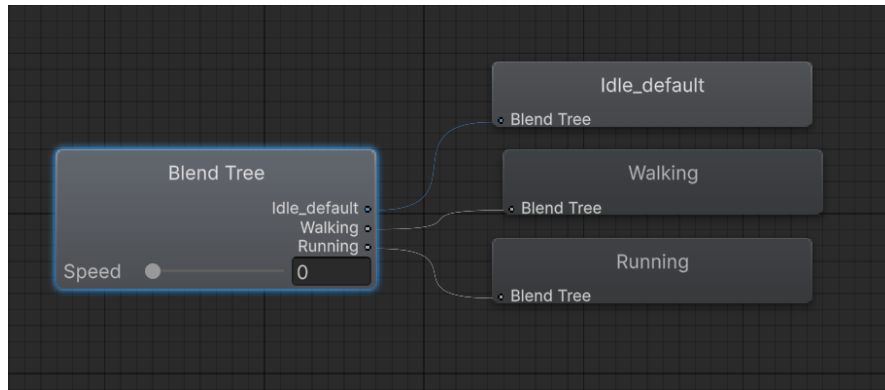 Blend Tree
Idle_default
Walking
Running
Speed
0
Idle_default
Blend Tree
Walking
Blend Tree
Running
Blend Tree